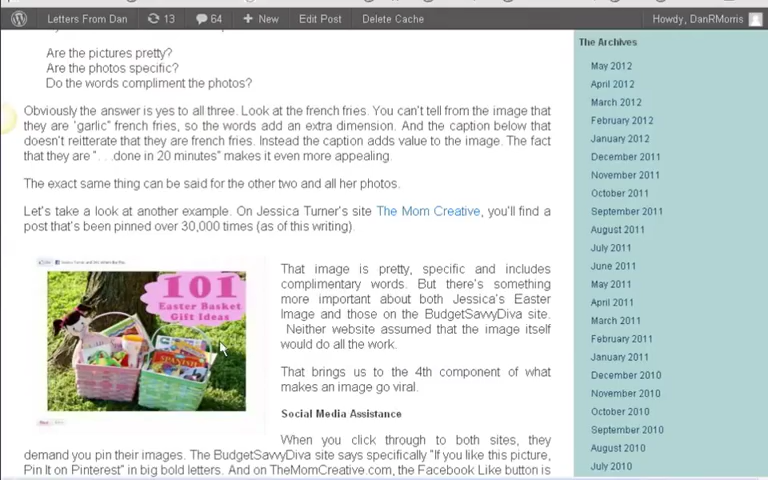 Letters From Dan
13
64
+ New
Edit Post
Delete Cache
Howdy, DanRMorris
Are the pictures pretty?
Are the photos specific?
Do the words compliment the photos?
Obviously the answer is yes to all three. Look at the french fries. You can't tell from the image that
they are 'garlic" french fries, so the words add an extra dimension. And the caption below that
doesn't reitterate that they are french fries. Instead the caption adds value to the image. The fact
that they are ". . .done in 20 minutes" makes it even more appealing.
The exact same thing can be said for the other two and all her photos.
Let's take a look at another example. On Jessica Turner's site The Mom Creative, you'll find a
post that's been pinned over 30,000 times (as of this writing).
101
Easter Basket
Gift Ideas
SPANISH
That image is pretty, specific and includes
complimentary words. But there's something
more important about both Jessica's Easter
Image and those on the BudgetSavvyDiva site.
Neither website assumed that the image itself
would do all the work.
That brings us to the 4th component of what
makes an image go viral.
Social Media Assistance
When you click through to both sites, they
demand you pin their images. The BudgetSavvyDiva site says specifically "If you like this picture,
Pin It on Pinterest" in big bold letters. And on TheMomCreative.com, the Facebook Like button is
The Archives
May 2012
April 2012
March 2012
February 2012
January 2012
December 2011
November 2011
October 2011
September 2011
August 2011
July 2011
June 2011
May 2011
April 2011
March 2011
February 2011
January 2011
December 2010
November 2010
October 2010
September 2010
August 2010
July 2010